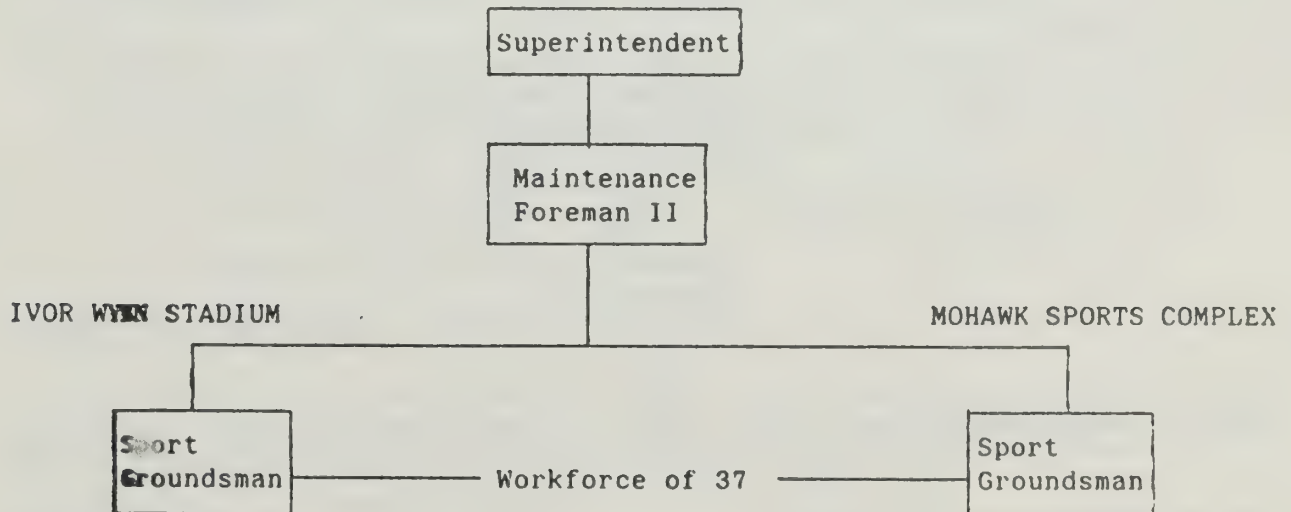 Superintendent
Maintenance
Foreman II
IVOR STADIUM
MOHAWK SPORTS COMPLEX
Sport
Groundsman
Workforce of 37
Sport
Groundsman